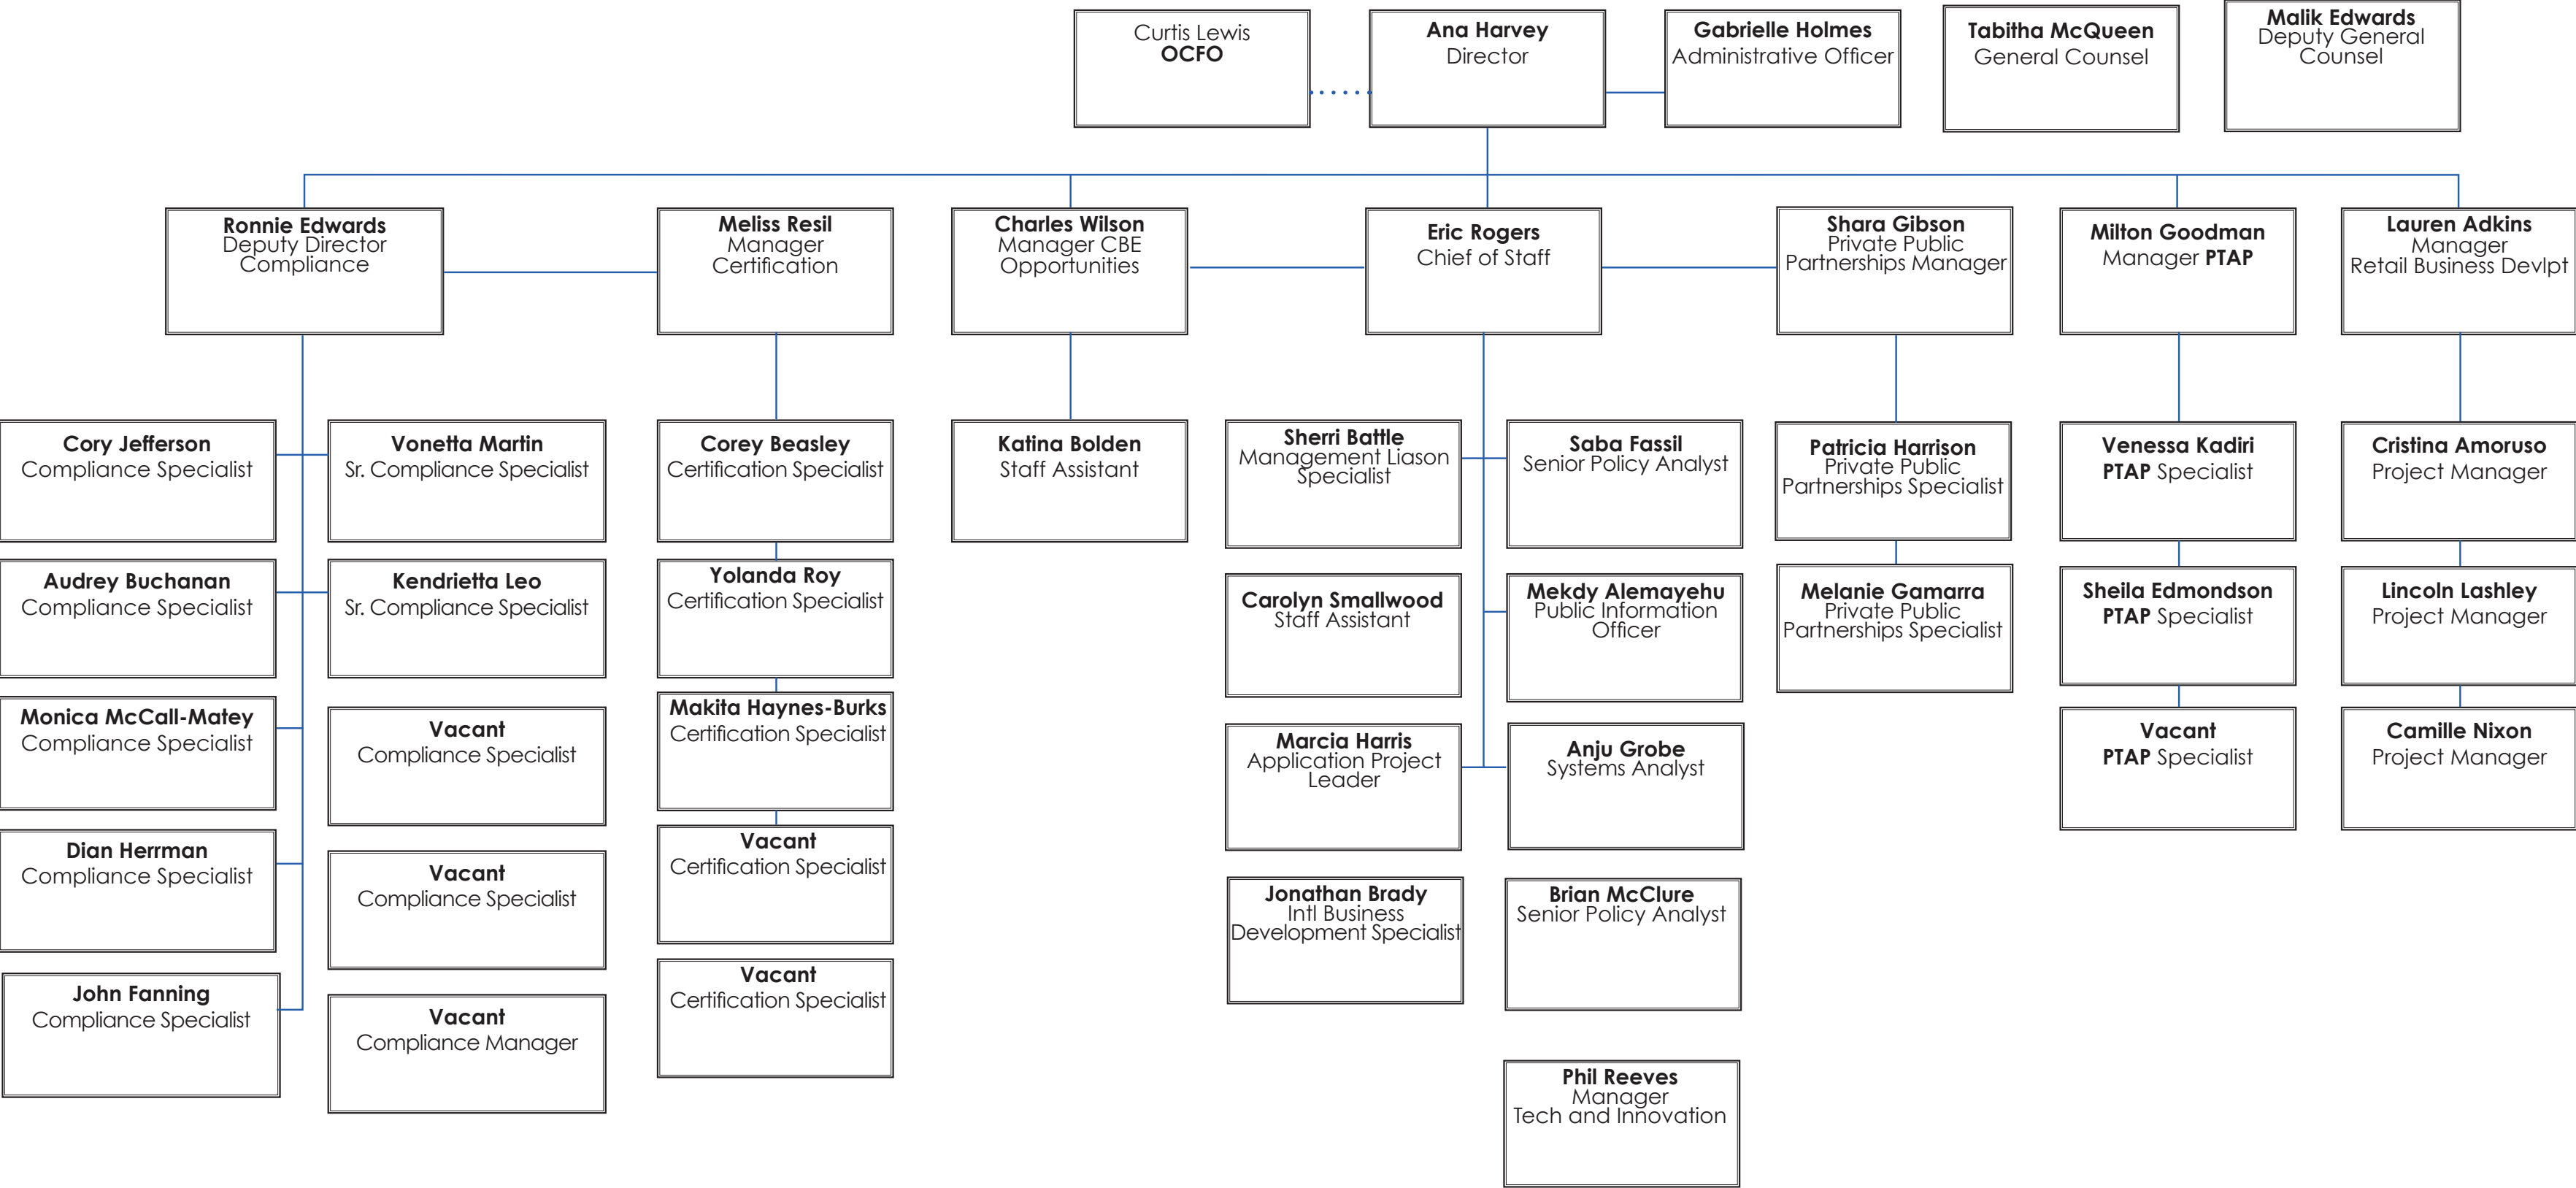 Curtis Lewis
OCFO
Ana Harvey
Director
Gabrielle Holmes
Administrative Officer
Tabitha McQueen
General Counsel
Malik Edwards
Deputy General
Counsel
Ronnie Edwards
Deputy Director
Compliance
Meliss Resil
Manager
Certification
Charles Wilson
Manager CBE
Opportunities
Eric Rogers
Chief of Staff
Shara Gibson
Private Public
Partnerships Manager
Milton Goodman
Manager PTAP
Lauren Adkins
Manager
Retail Business Devlpt
Cory Jefferson
Compliance Specialist
Vonetta Martin
Sr. Compliance Specialist
Corey Beasley
Certification Specialist
Katina Bolden
Staff Assistant
Sherri Battle
Management Liason
Specialist
Saba Fassil
Senior Policy Analyst
Patricia Harrison
Private Public
Partnerships Specialist
Venessa Kadiri
PTAP Specialist
Cristina Amoruso
Project Manager
Audrey Buchanan
Compliance Specialist
Kendrietta Leo
Sr. Compliance Specialist
Yolanda Roy
Certification Specialist
Carolyn Smallwood
Staff Assistant
Mekdy Alemayehu
Public Information
Officer
Melanie Gamarra
Private Public
Partnerships Specialist
Sheila Edmondson
PTAP Specialist
Lincoln Lashley
Project Manager
Monica McCall-Matey
Compliance Specialist
Vacant
Compliance Specialist
Makita Haynes-Burks
Certification Specialist
Marcia Harris
Application Project
Leader
Anju Grobe
Systems Analyst
Vacant
PTAP Specialist
Camille Nixon
Project Manager
Dian Herrman
Compliance Specialist
Vacant
Compliance Specialist
Vacant
Certification Specialist
Jonathan Brady
Intl Business
Development Specialist
Brian McClure
Senior Policy Analyst
John Fanning
Compliance Specialist
Vacant
Compliance Manager
Vacant
Certification Specialist
Phil Reeves
Manager
Tech and Innovation